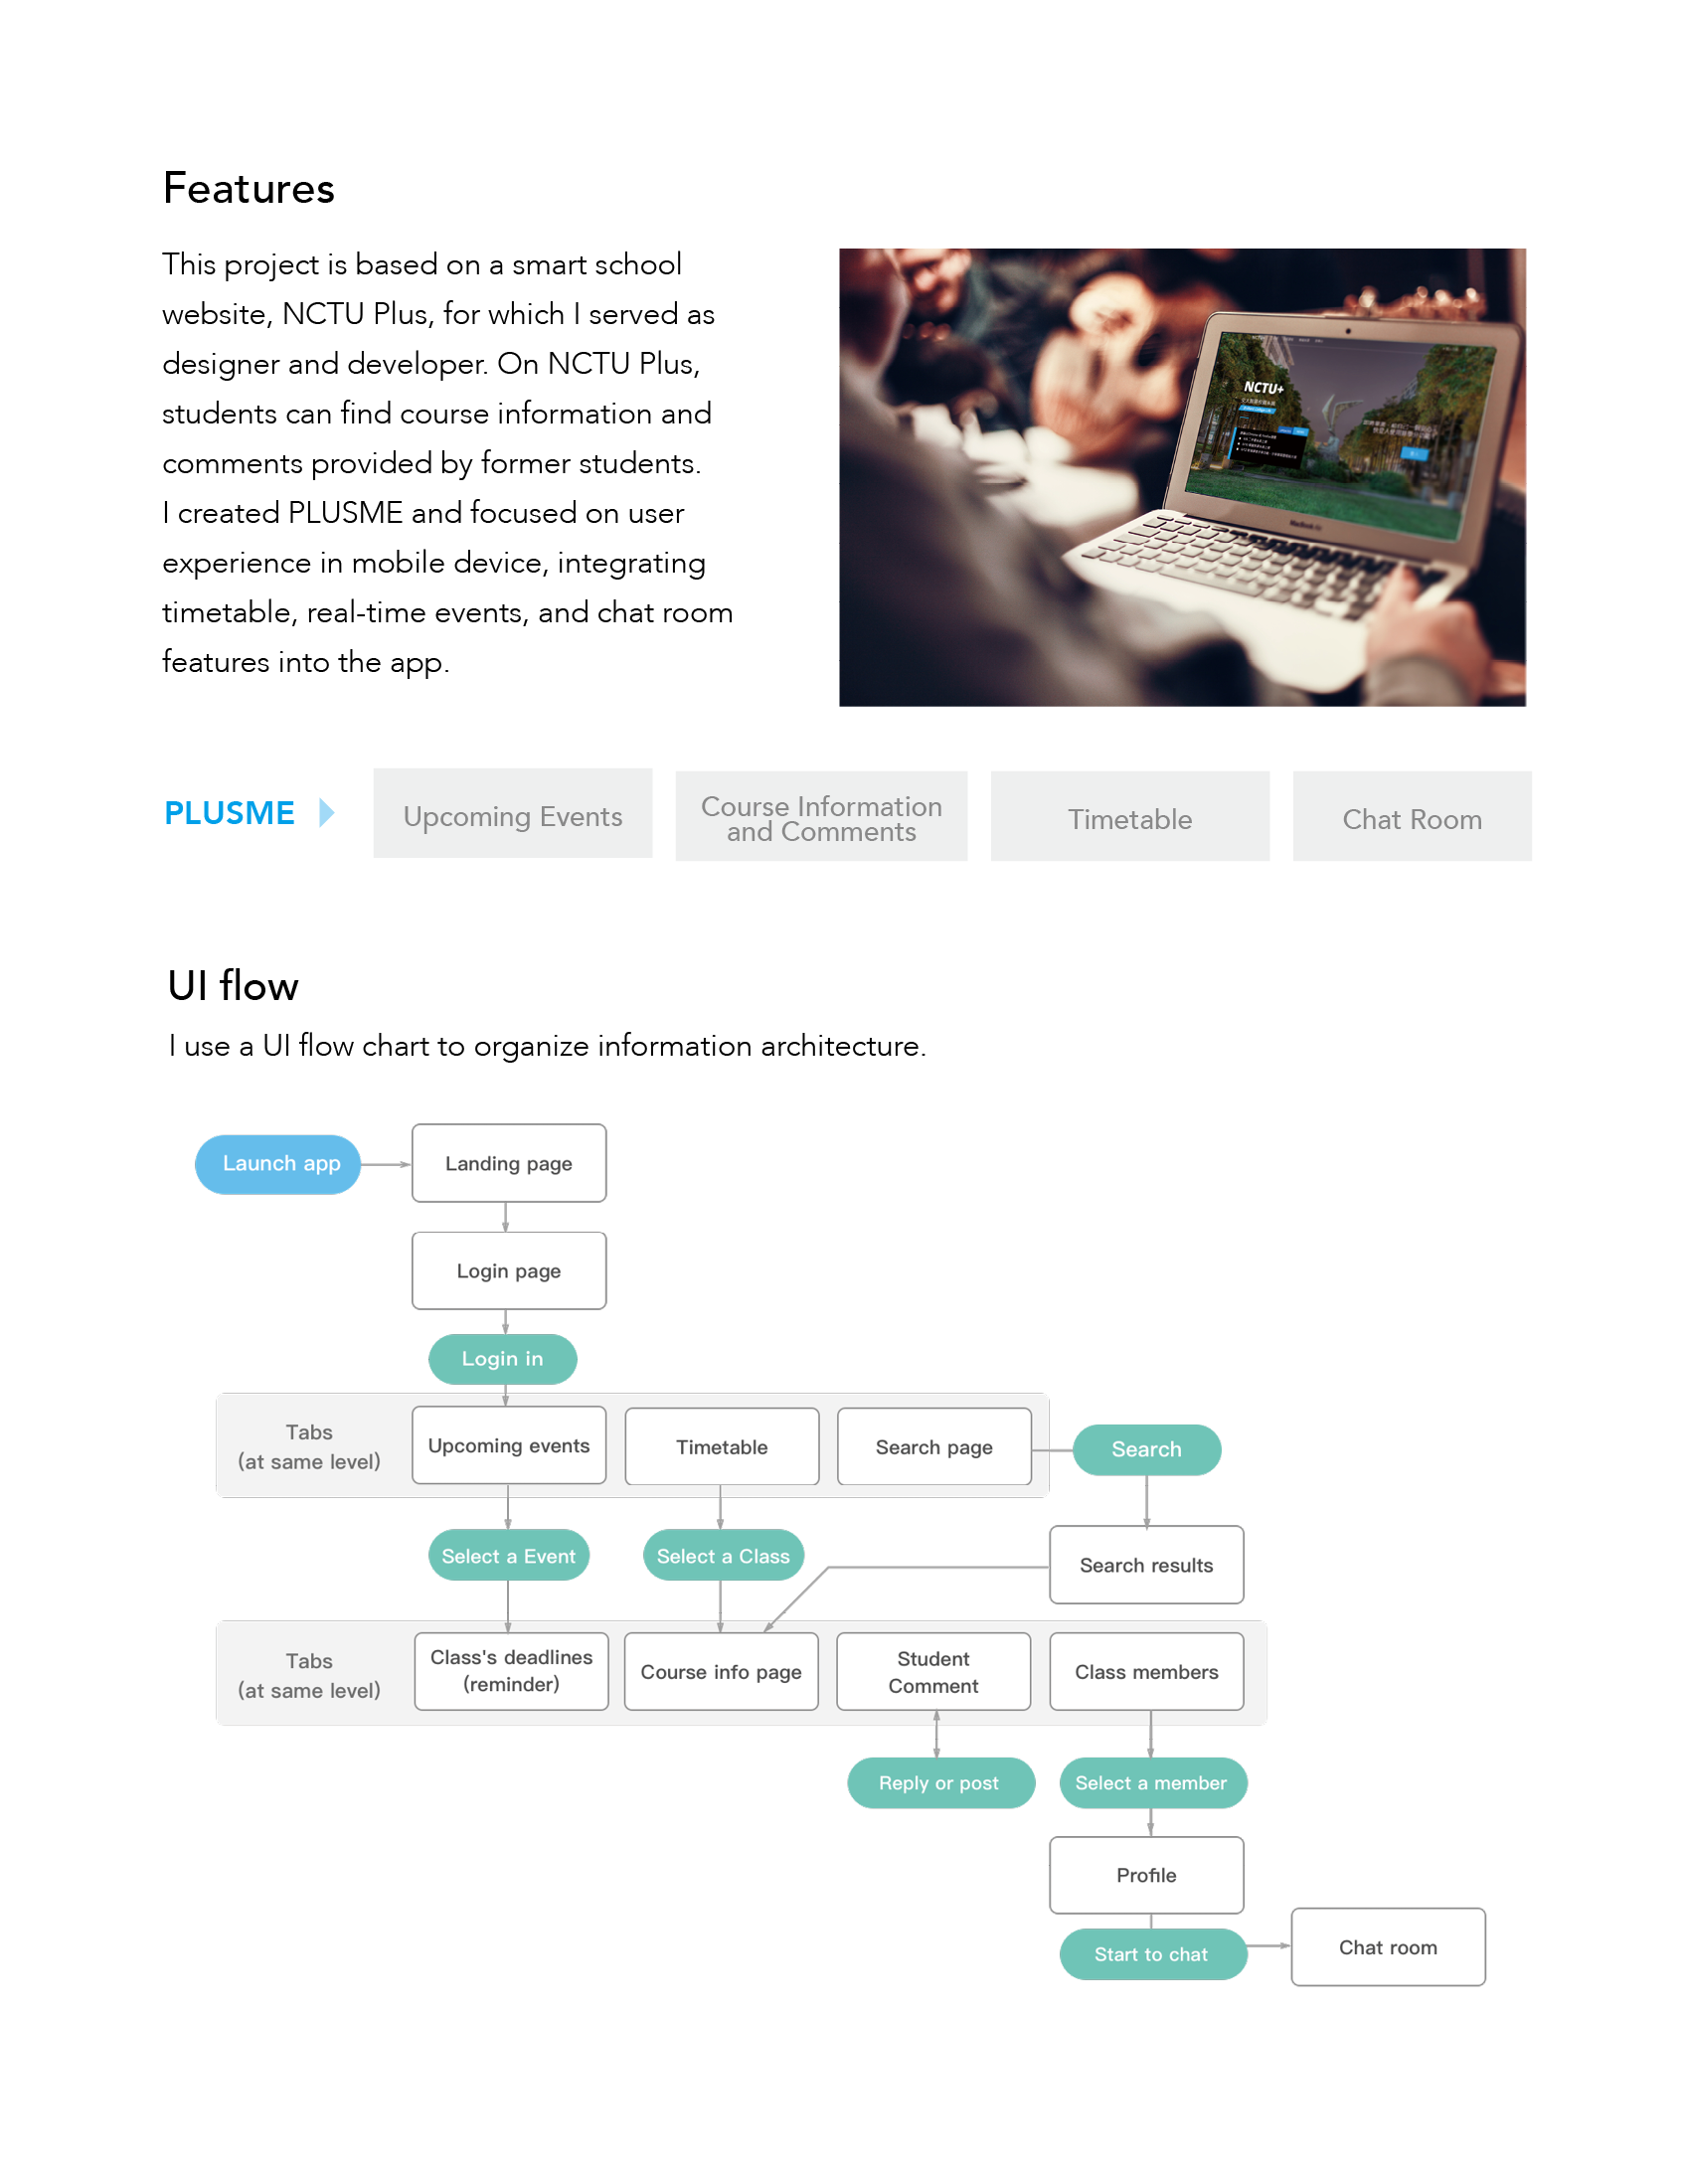 Features
This project is based on a smart school
website, NCTU Plus, for which I served as
designer and developer. On NCTU Plus,
students can find course information and
comments provided by former students.
I created PLUSME and focused on user
experience in mobile device, integrating
timetable, real-time events, and chat room
features into the app.
NCTU+
PLUSME
Upcoming Events
Course Information
and Comments
Timetable
Chat Room
UI flow
I use a UI flow chart to organize information architecture.
Launch app
Landing page
Login page
Login in
Tabs
(at same level)
Upcoming events
Timetable
Search page
Search
Select a Event
Select a Class
Search results
Tabs
(at same level)
Class's deadlines
(reminder)
Course info page
Student
Comment
Class members
Reply or post
Select a member
Profile
Start to chat
Chat room